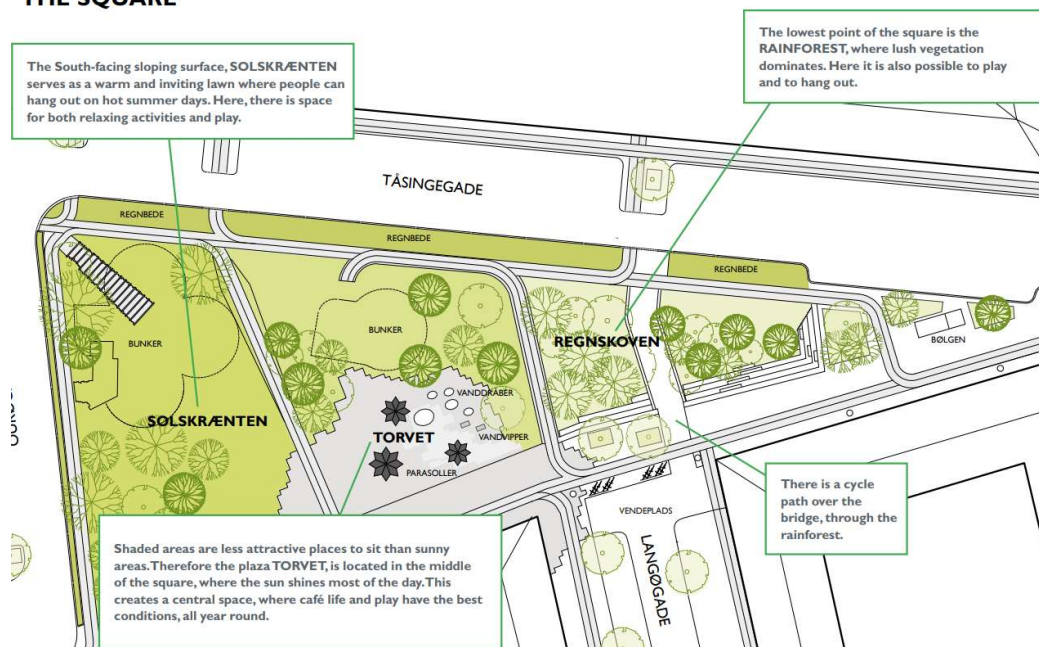 THE SQUARE
The lowest point of the square is the
RAINFOREST, where lush vegetation
dominates. Here it is also possible to play
and to hang out.
The South-facing sloping surface, SOLSKRÆNTEN
serves as a warm and inviting lawn where people can
hang out on hot summer days. Here, there is space
for both relaxing activities and play.
TÅSINGEGADE
REGNBEDE
REGNBEDE
REGNBEDE
BUNKER
BUNKER
REGNSKOVEN
BØLGEN
SOLSKRÆNTEN
VANDDRÅBER
TORVET
VANDVIPPER
PARASOLLER
There is a cycle
path over the
bridge, through the
rainforest.
VENDEPLADS
LANGØGADE
Shaded areas are less attractive places to sit than sunny
areas.Therefore the plaza TORVET, is located in the middle
of the square, where the sun shines most of the day.This
creates a central space, where café life and play have the best
conditions, all year round.